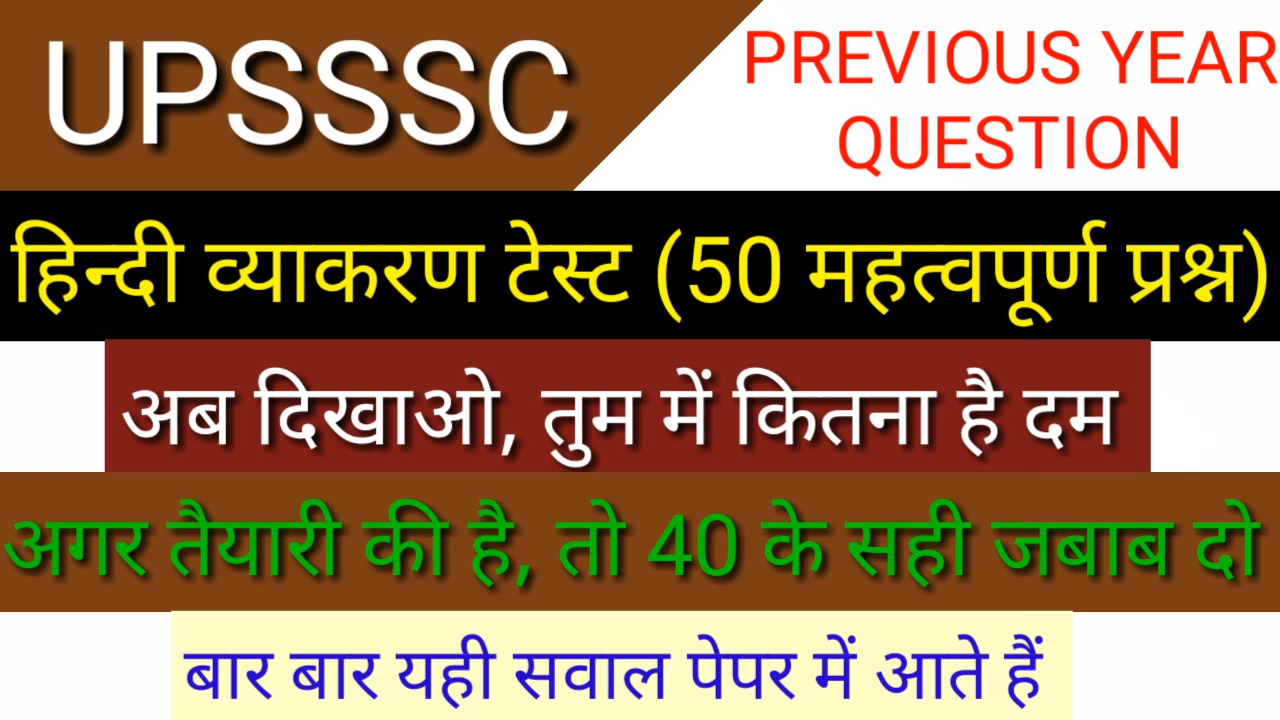 UPSSSC
PREVIOUS YEAR
QUESTION
हिन्दी व्याकरण टेस्ट (50 महत्वपूर्ण प्रश्न)
अब दिखाओ, तुम में कितना है दम
अगर तैयारी की है, तो 40 के सही जबाब दो
बार बार यही सवाल पेपर में आते हैं